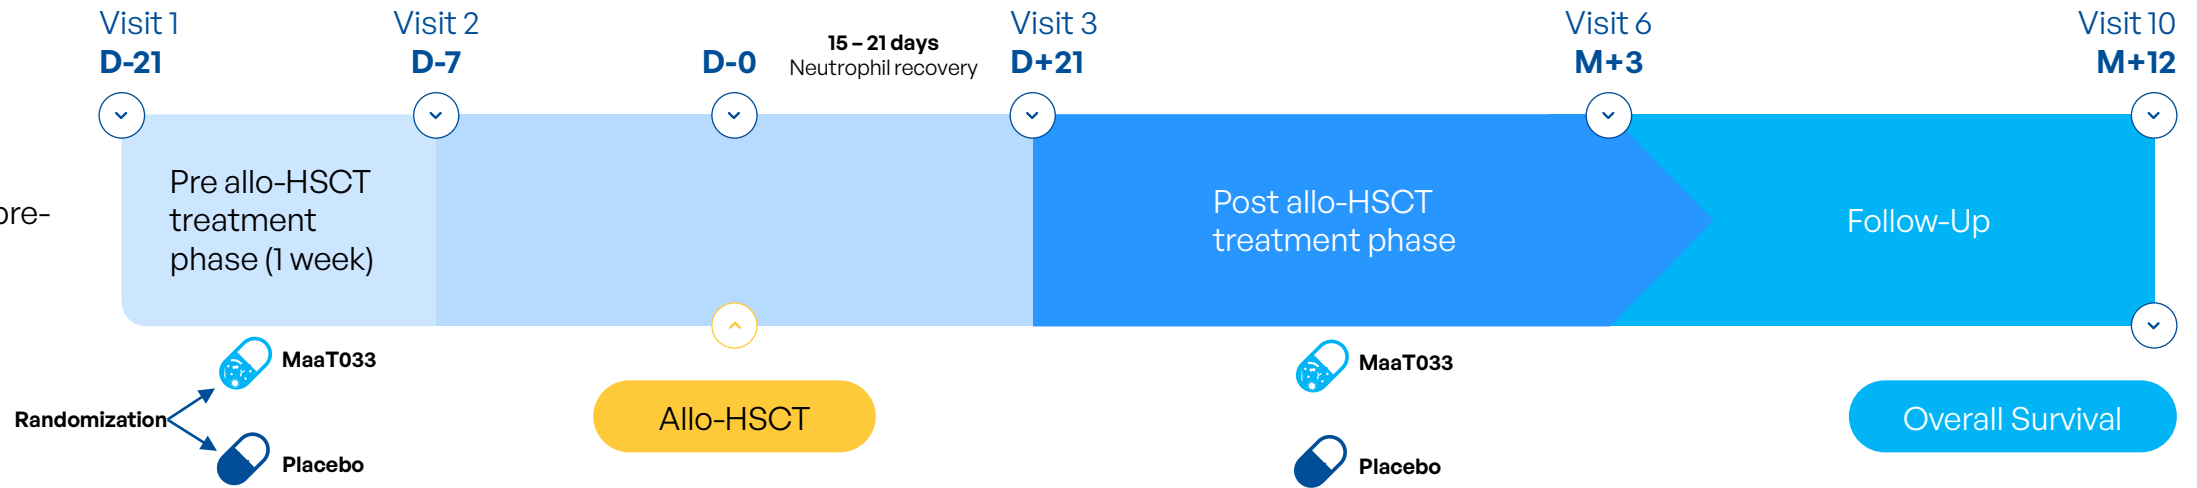 Visit 1
D-21
Visit 2
D-7
D-0
15 – 21 days
Neutrophil recovery
Visit 3
D+21
Visit 6
M+3
Visit 10
M+12
pre-
Pre allo-HSCT
treatment
phase (1 week)
Post allo-HSCT
treatment phase
Follow-Up
Randomization
MaaT033
Placebo
Allo-HSCT
MaaT033
Placebo
Overall Survival